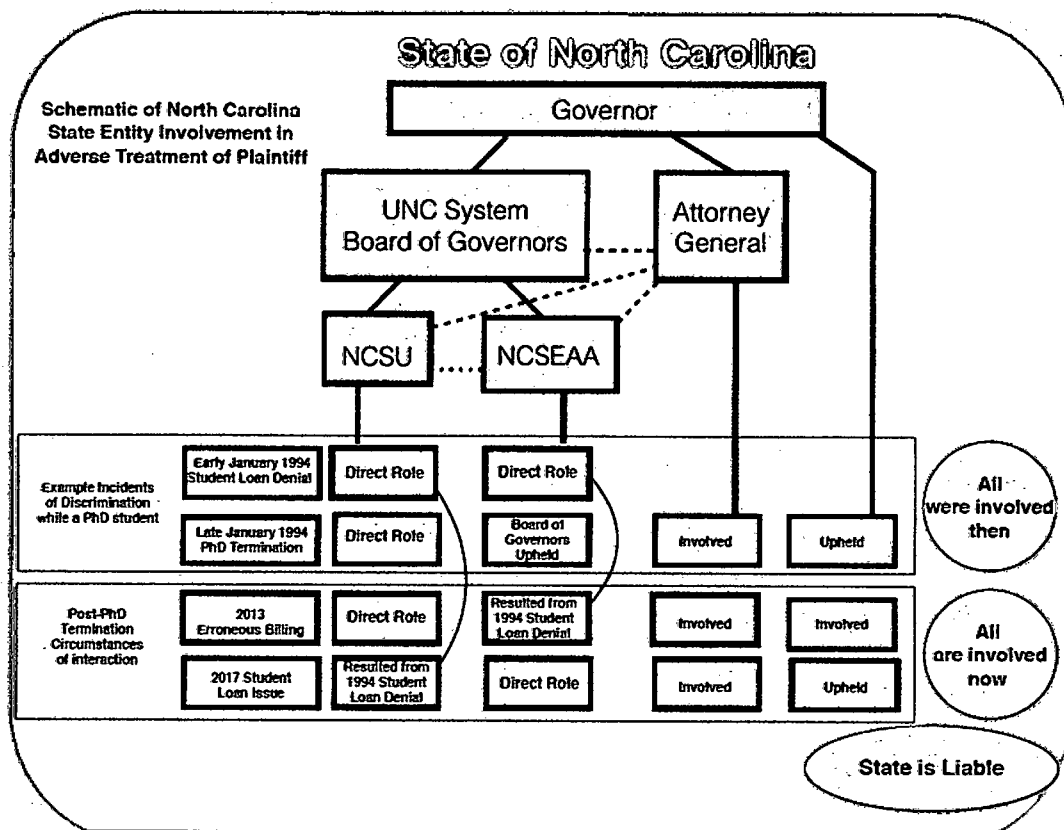 State of North Carolina
Schematic of North Carolina
State Entity Involvement in
Adverse Treatment of Plaintiff
Governor
UNC System
Board of Governors
Attorney
General
NCSU
NCSEAA
Example Incidents
of Discrimination
while a PhD student
Early January 1994
Student Loan Denial
Direct Role
Direct Role
Late January 1994
PhD Termination
Direct Role
Board of
Governors
Upheld
Involved
Upheld
All
were involved
then
Post-PhD
Termination
Circumstances
of interaction
2013
Erroneous Billing
Direct Role
Resulted from
1994 Student
Loan Denial
Involved
Involved
2017 Student
Loan Issue
Resulted from
1994 Student
Loan Denial
Direct Role
Involved
Upheld
All
are involved
now
State is Liable